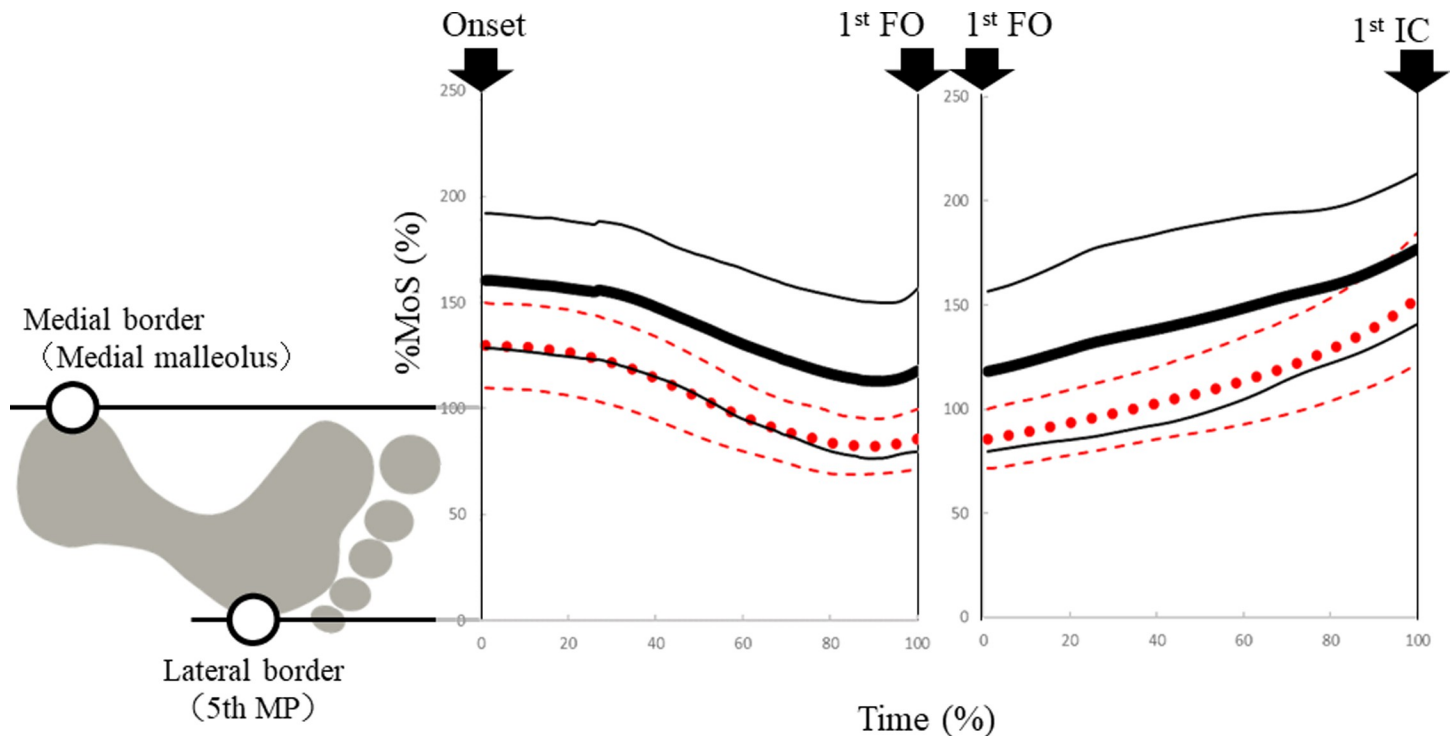 Onset
1st FO
1st FO
1st IC
250
200
150
100
50
0
%MoS (%)
0 20 40 60 80 100
250
200
150
100
50
0
0 20 40 60 80 100
Time (%)
Medial border
（Medial malleolus）
Lateral border
（5th MP）